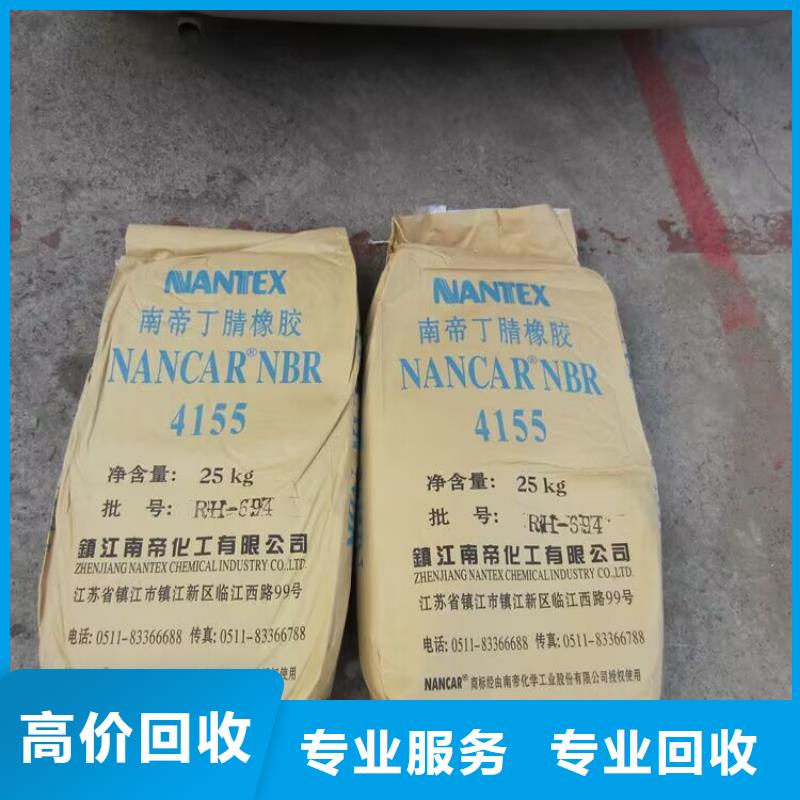 NANTEX
南帝丁腈橡胶
NANCAR® NBR
4155
净含量: 25 kg
批 号: RH-694
鎮江南帝化工有限公司
ZHENJIANG NANTEX CHEMICAL INDUSTRY CO.,LTD.
江苏省镇江市镇江新区临江西路99号
电话: 0511-83366688 传真: 0511-83366788
使用
NANTEX
南帝丁腈橡胶
NANCAR® NBR
4155
净含量: 25 kg
批 号: RH-694
鎮江南帝化工有限公司
ZHENJIANG NANTEX CHEMICAL INDUSTRY CO.,LTD.
江苏省镇江市镇江新区临江西路99号
电话: 0511-83366688 传真: 0511-83366788
NANCAR® 商标经由南帝化学工业股份有限公司授权使用
高价回收 专业服务 专业回收